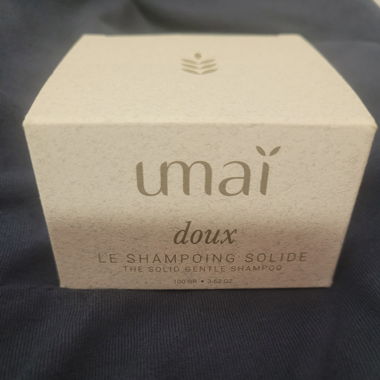 umaï
doux
LE SHAMPOING SOLIDE
THE SOLID GENTLE SHAMPOO
100 GR • 3.52 OZ